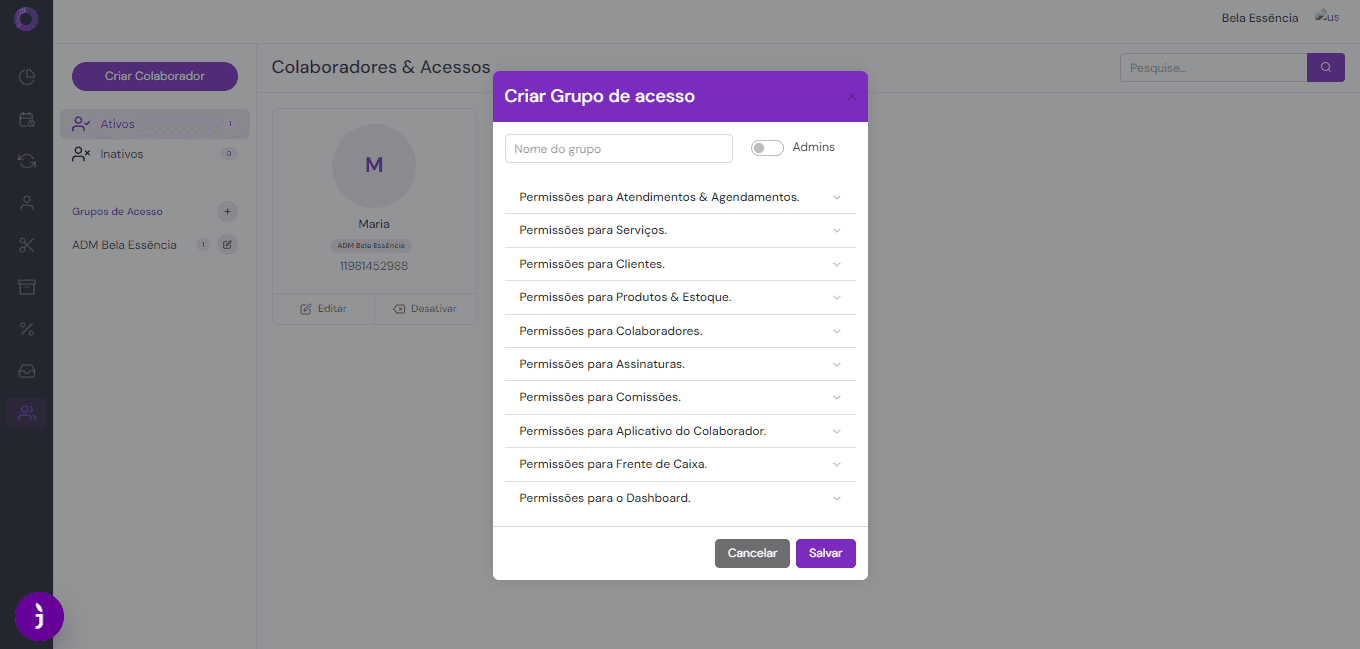 Bela Essência
us
Criar Colaborador
Colaboradores & Acessos
Pesquise...
Ativos 1
Inativos 0
Grupos de Acesso +
ADM Bela Essência 1
M
Maria
ADM Bela Essência
11981452988
Editar
Desativar
Criar Grupo de acesso
Nome do grupo
Admins
Permissões para Atendimentos & Agendamentos.
Permissões para Serviços.
Permissões para Clientes.
Permissões para Produtos & Estoque.
Permissões para Colaboradores.
Permissões para Assinaturas.
Permissões para Comissões.
Permissões para Aplicativo do Colaborador.
Permissões para Frente de Caixa.
Permissões para o Dashboard.
Cancelar
Salvar